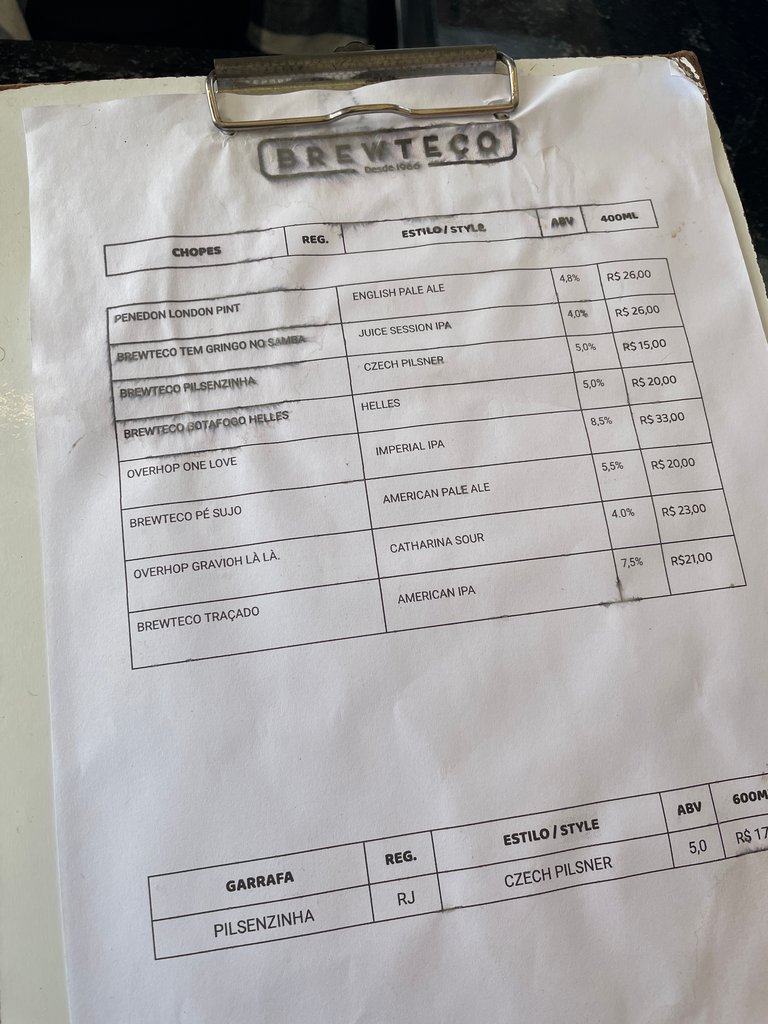 BREWTECO
Desde 1966
CHOPES REG. ESTILO / STYLE ABV 400ML
PENEDON LONDON PINT ENGLISH PALE ALE 4,8% R$ 26,00
BREWTECO TEM GRINGO NO SAMBA JUICE SESSION IPA 4,0% R$ 26,00
BREWTECO PILSENZINHA CZECH PILSNER 5,0% R$ 15,00
BREWTECO BOTAFOGO HELLES HELLES 5,0% R$ 20,00
OVERHOP ONE LOVE IMPERIAL IPA 8,5% R$ 33,00
BREWTECO PÉ SUJO AMERICAN PALE ALE 5,5% R$ 20,00
OVERHOP GRAVIOH LÀ LÀ. CATHARINA SOUR 4.0% R$ 23,00
BREWTECO TRAÇADO AMERICAN IPA 7,5% R$21,00
GARRAFA REG. ESTILO / STYLE ABV 600M
PILSENZINHA RJ CZECH PILSNER 5,0 R$ 17